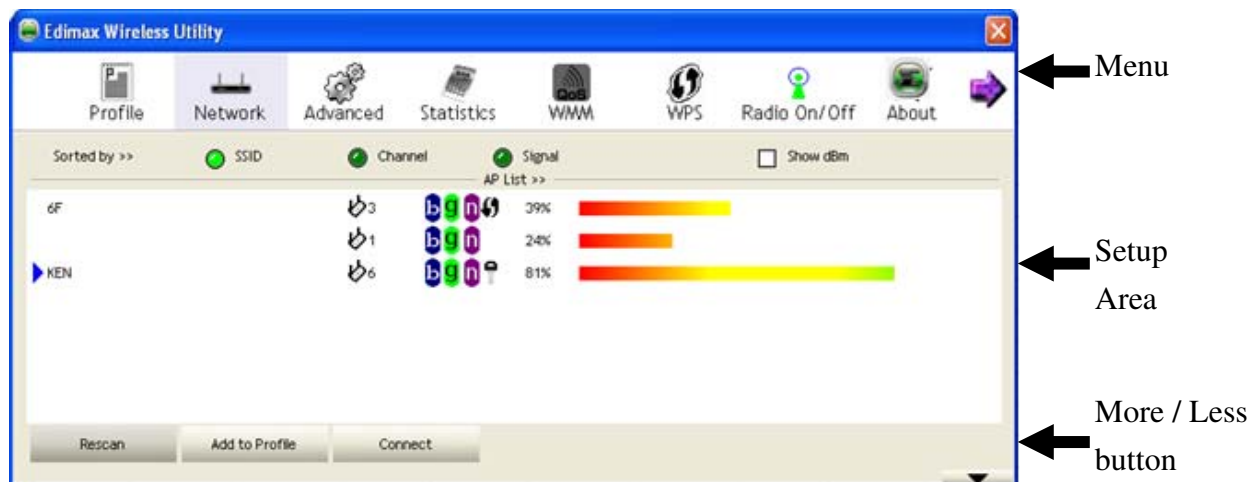 Edimax Wireless Utility
P
Profile Network Advanced Statistics QoS WMM WPS Radio On/Off About
Menu
Sorted by >> SSID Channel Signal Show dBm
AP List >>
6F 3 b g n 39%
1 b g n 24%
KEN 6 b g n 81%
Setup
Area
Rescan Add to Profile Connect
More / Less
button